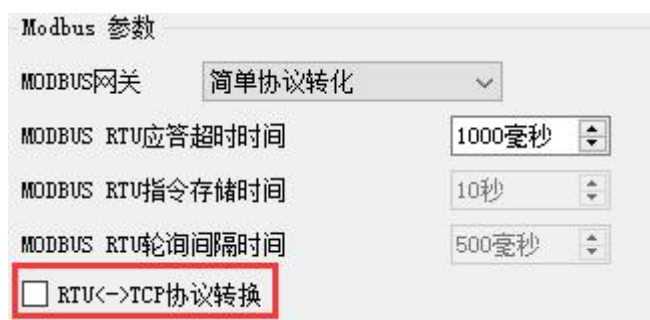 Modbus 参数
MODBUS网关 简单协议转化
MODBUS RTU应答超时时间 1000毫秒
MODBUS RTU指令存储时间 10秒
MODBUS RTU轮询间隔时间 500毫秒
RTU<->TCP协议转换